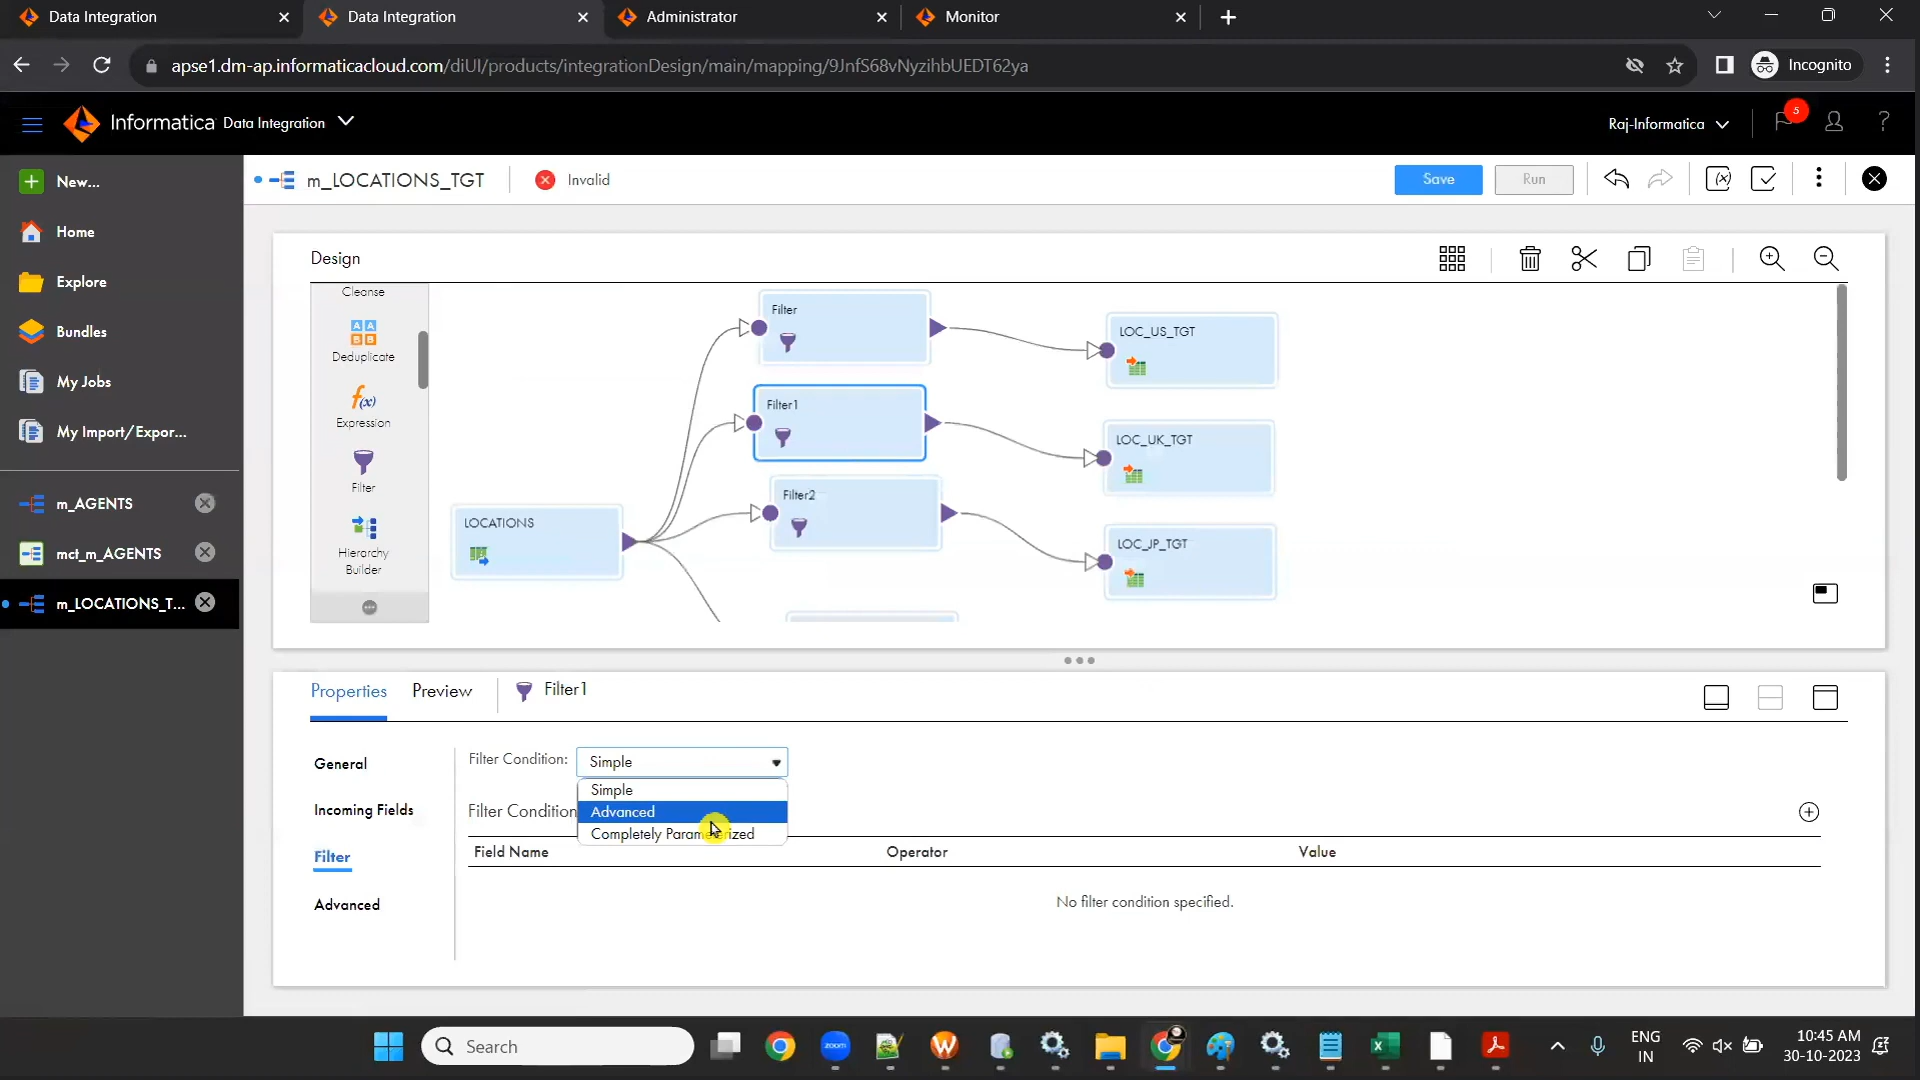 Data Integration
Data Integration
Administrator
Monitor
apse1.dm-ap.informaticacloud.com/diUI/products/integrationDesign/main/mapping/9JnfS68vNyzihbUEDT62ya
Incognito
Informatica Data Integration
Raj-Informatica
5
?
New...
m_LOCATIONS_TGT
Invalid
Save
Run
Home
Explore
Bundles
My Jobs
My Import/Expor...
m_AGENTS
mct_m_AGENTS
m_LOCATIONS_T...
Design
Cleanse
Deduplicate
Expression
Filter
Hierarchy
Builder
LOCATIONS
Filter
Filter1
Filter2
LOC_US_TGT
LOC_UK_TGT
LOC_JP_TGT
Properties
Preview
Filter1
General
Incoming Fields
Filter
Advanced
Filter Condition:
Simple
Simple
Advanced
Filter Condition
Field Name
Operator
Value
No filter condition specified.
Search
zoom
ENG
IN
10:45 AM
30-10-2023